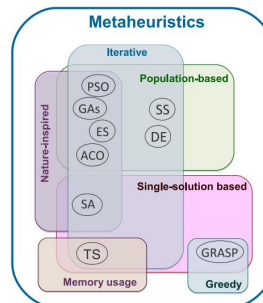 Metaheuristics
Iterative
PSO
Population-based
GAs
SS
Nature-inspired
ES
DE
ACO
Single-solution based
SA
TS
GRASP
Memory usage
Greedy